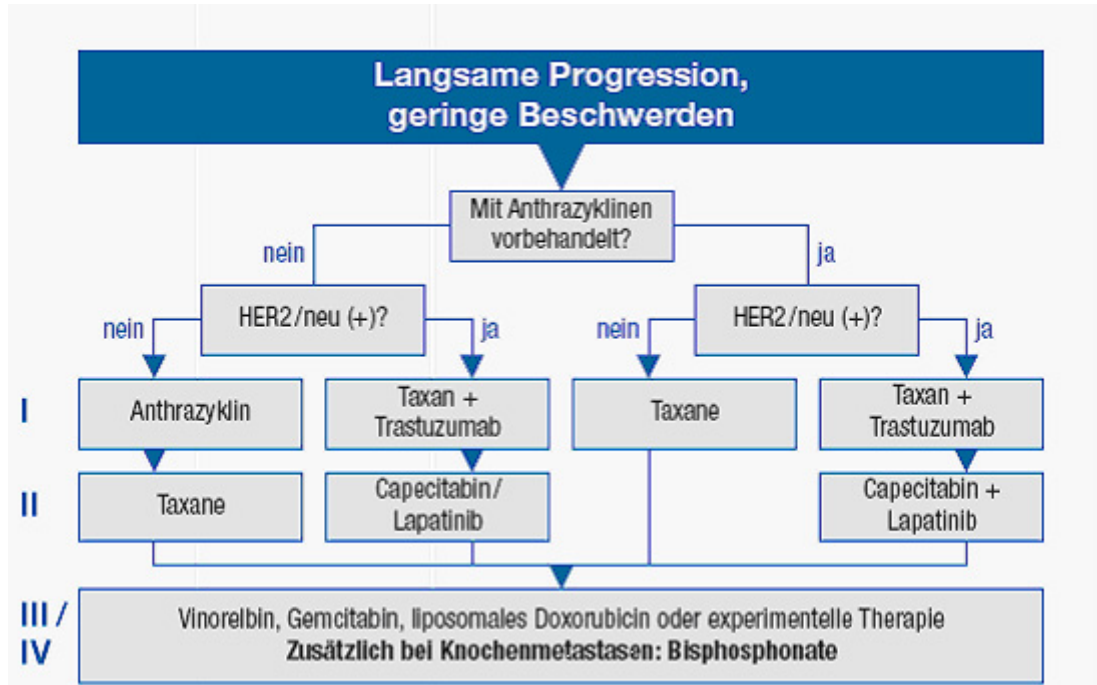 Langsame Progression,
geringe Beschwerden
Mit Anthrazyklinen
vorbehandelt?
nein
ja
HER2/neu (+)?
HER2/neu (+)?
nein
ja
nein
ja
I
Anthrazyklin
Taxan +
Trastuzumab
Taxane
Taxan +
Trastuzumab
II
Taxane
Capecitabin/
Lapatinib
Capecitabin +
Lapatinib
III /
IV
Vinorelbin, Gemcitabin, liposomales Doxorubicin oder experimentelle Therapie
Zusätzlich bei Knochenmetastasen: Bisphosphonate